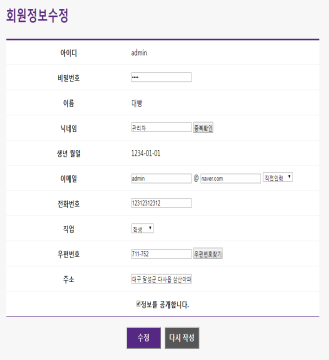 회원정보수정
아이디 admin
비밀번호 ••••
이름 대빵
닉네임 관리자 중복확인
생년 월일 1234-01-01
이메일 admin @ naver.com 직접입력
전화번호 12312312312
직업 학생
우편번호 711-752 우편번호찾기
주소 대구 달성군 다사읍
정보를 공개합니다.
수정 다시 작성